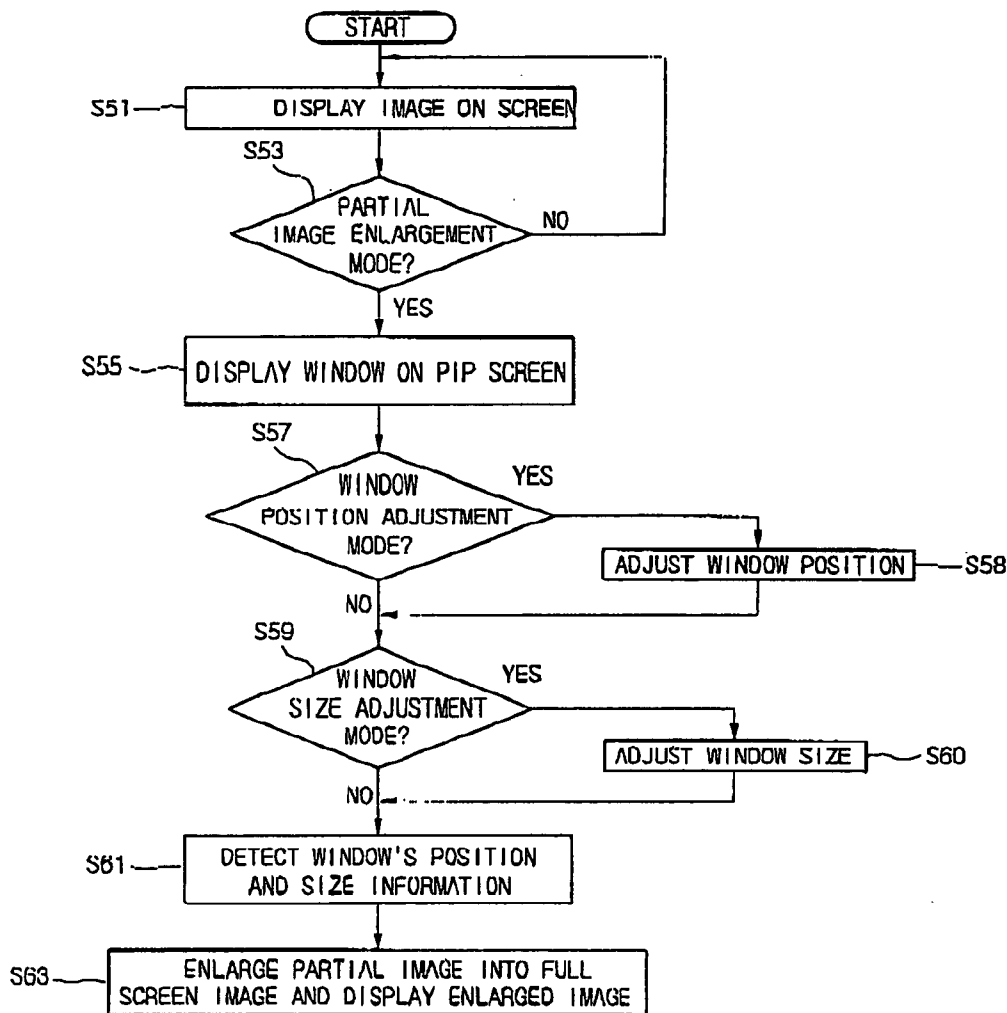 START
S51
DISPLAY IMAGE ON SCREEN
S53
PARTIAL
IMAGE ENLARGEMENT
MODE?
NO
YES
S55
DISPLAY WINDOW ON PIP SCREEN
S57
WINDOW
POSITION ADJUSTMENT
MODE?
YES
ADJUST WINDOW POSITION
S58
NO
S59
WINDOW
SIZE ADJUSTMENT
MODE?
YES
ADJUST WINDOW SIZE
S60
NO
S61
DETECT WINDOW'S POSITION
AND SIZE INFORMATION
S63
ENLARGE PARTIAL IMAGE INTO FULL
SCREEN IMAGE AND DISPLAY ENLARGED IMAGE